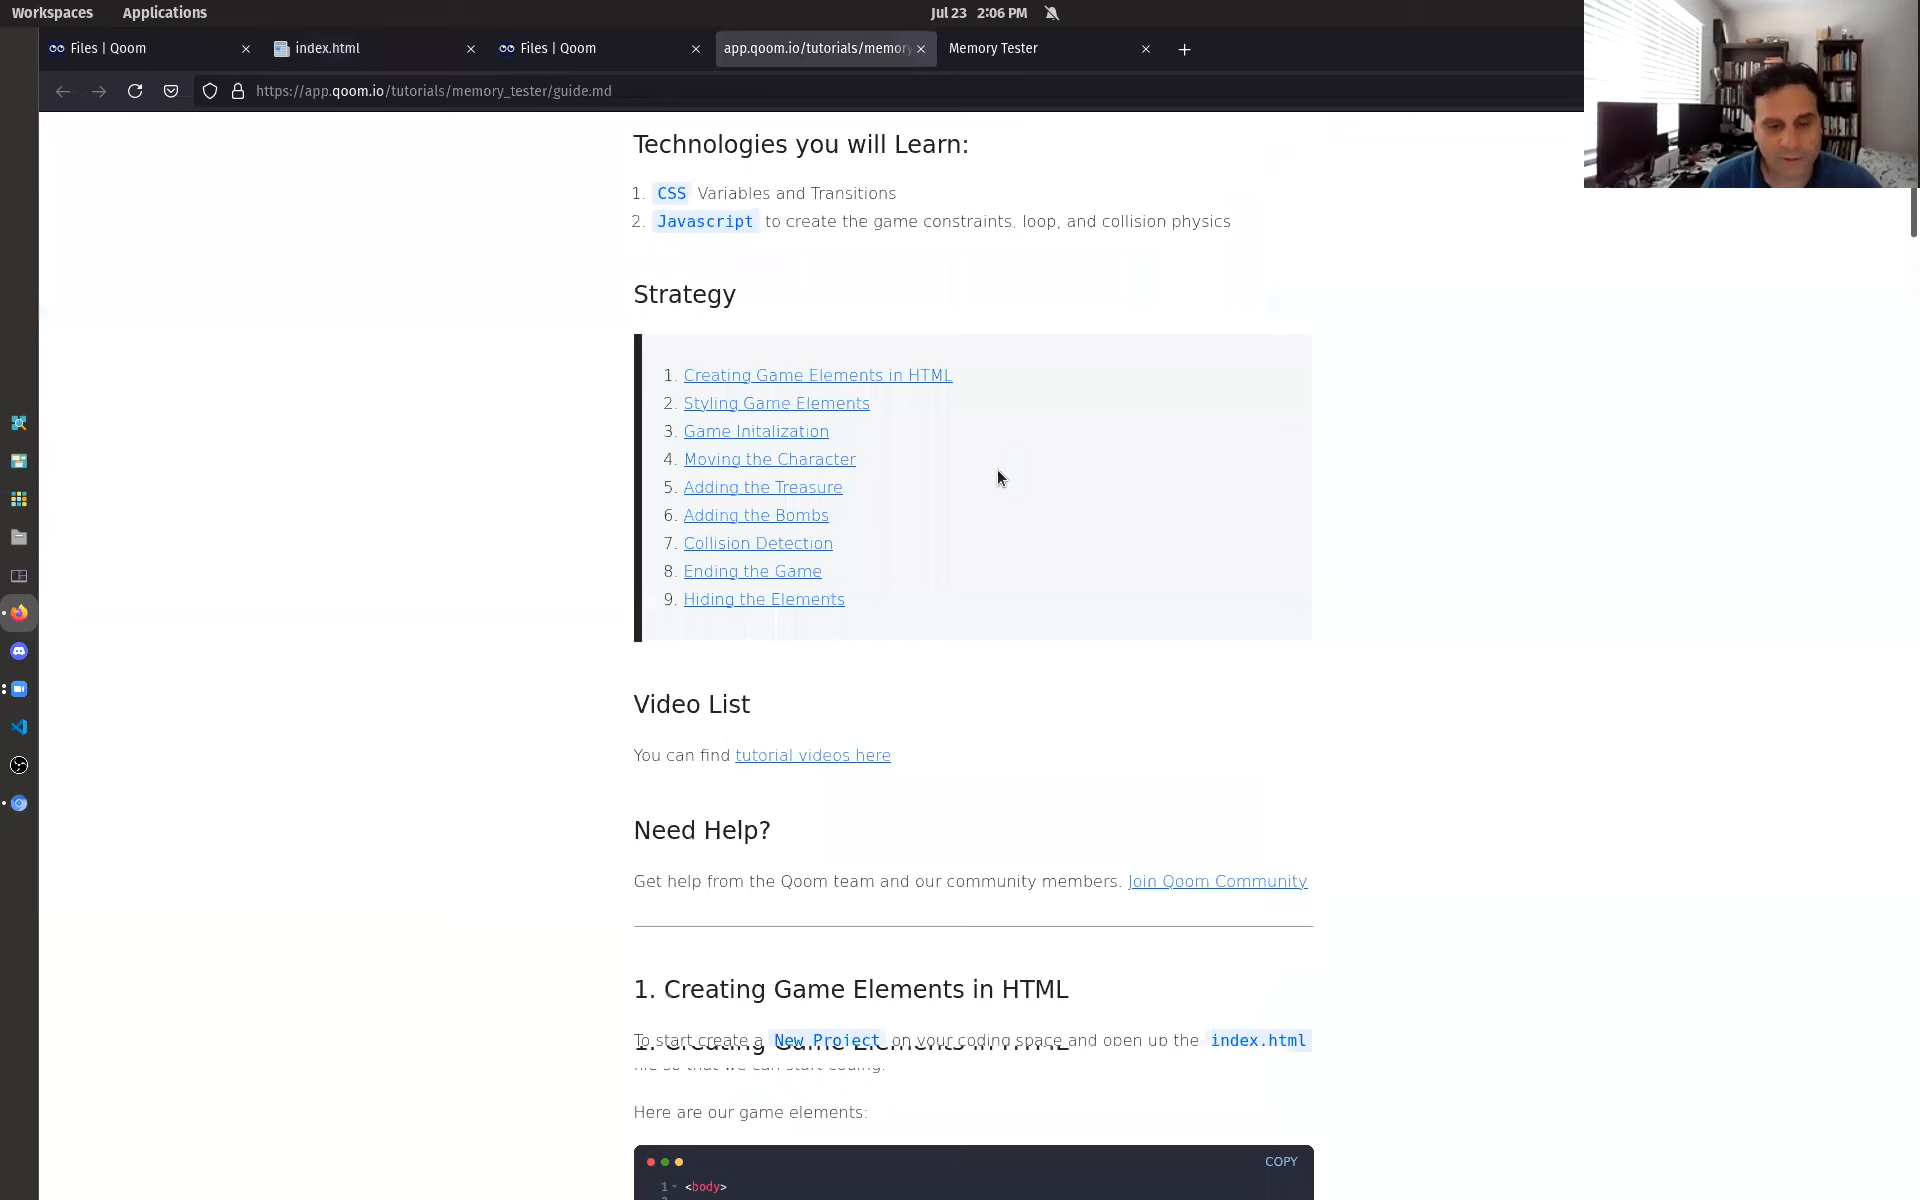 Workspaces Applications Jul 23 2:06 PM
Files | Qoom index.html Files | Qoom app.qoom.io/tutorials/memory Memory Tester
https://app.qoom.io/tutorials/memory_tester/guide.md
Technologies you will Learn:
1. CSS Variables and Transitions
2. Javascript to create the game constraints, loop, and collision physics
Strategy
1. Creating Game Elements in HTML
2. Styling Game Elements
3. Game Initalization
4. Moving the Character
5. Adding the Treasure
6. Adding the Bombs
7. Collision Detection
8. Ending the Game
9. Hiding the Elements
Video List
You can find tutorial videos here
Need Help?
Get help from the Qoom team and our community members. Join Qoom Community
1. Creating Game Elements in HTML
To start create a New Project on your coding space and open up the index.html
file so that we can start coding.
Here are our game elements:
COPY
1 <body>